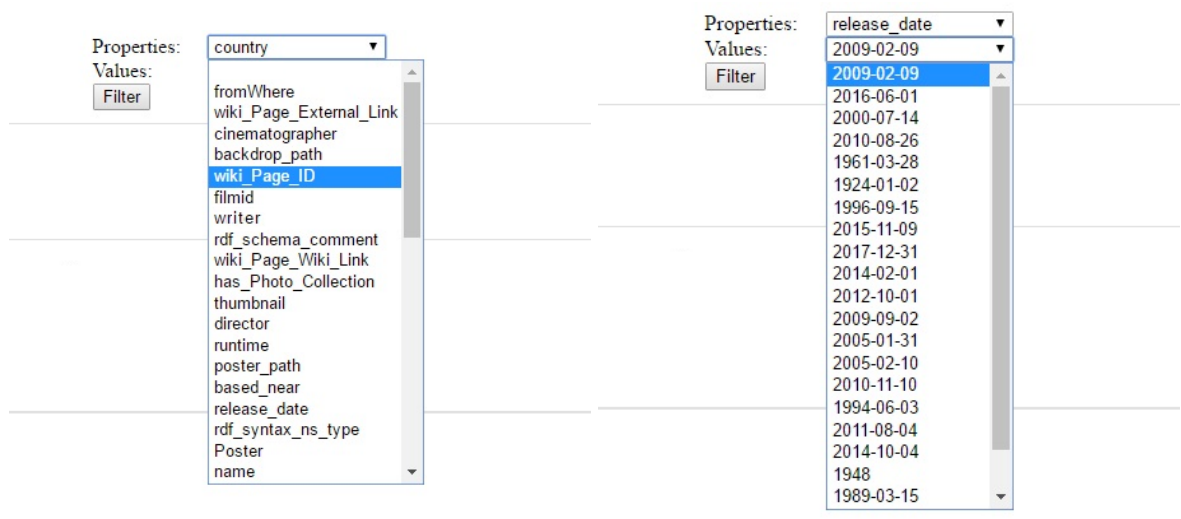 Properties: country
Values:
Filter
fromWhere
wiki_Page_External_Link
cinematographer
backdrop_path
wiki_Page_ID
filmid
writer
rdf_schema_comment
wiki_Page_Wiki_Link
has_Photo_Collection
thumbnail
director
runtime
poster_path
based_near
release_date
rdf_syntax_ns_type
Poster
name
Properties: release_date
Values: 2009-02-09
Filter
2009-02-09
2016-06-01
2000-07-14
2010-08-26
1961-03-28
1924-01-02
1996-09-15
2015-11-09
2017-12-31
2014-02-01
2012-10-01
2009-09-02
2005-01-31
2005-02-10
2010-11-10
1994-06-03
2011-08-04
2014-10-04
1948
1989-03-15